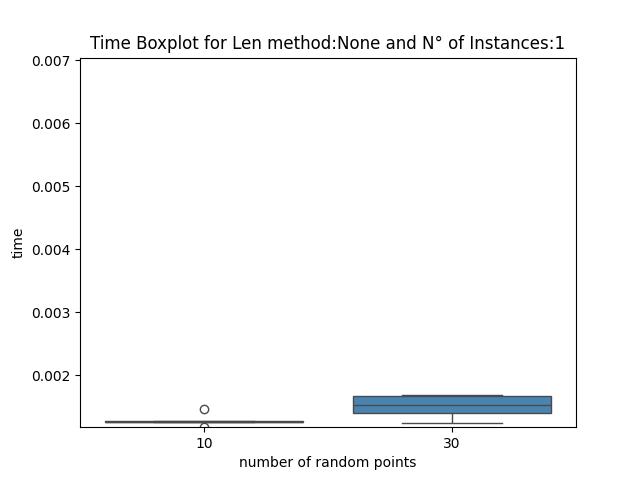 Time Boxplot for Len method:None and N° of Instances:1
0.007
0.006
0.005
0.004
0.003
0.002
time
10
30
number of random points